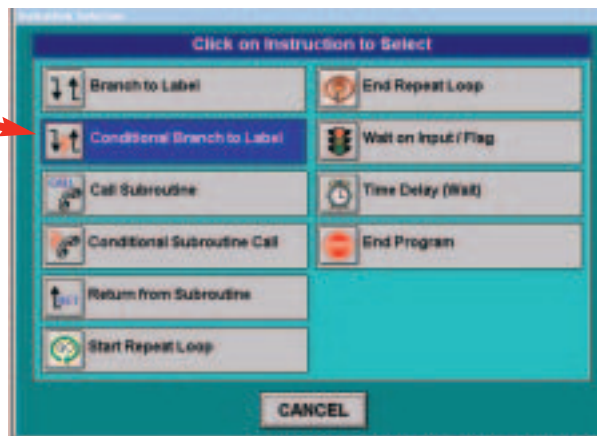 Click on Instruction to Select
Branch to Label
Conditional Branch to Label
Call Subroutine
Conditional Subroutine Call
Return from Subroutine
Start Repeat Loop
End Repeat Loop
Wait on Input / Flag
Time Delay (Wait)
End Program
CANCEL